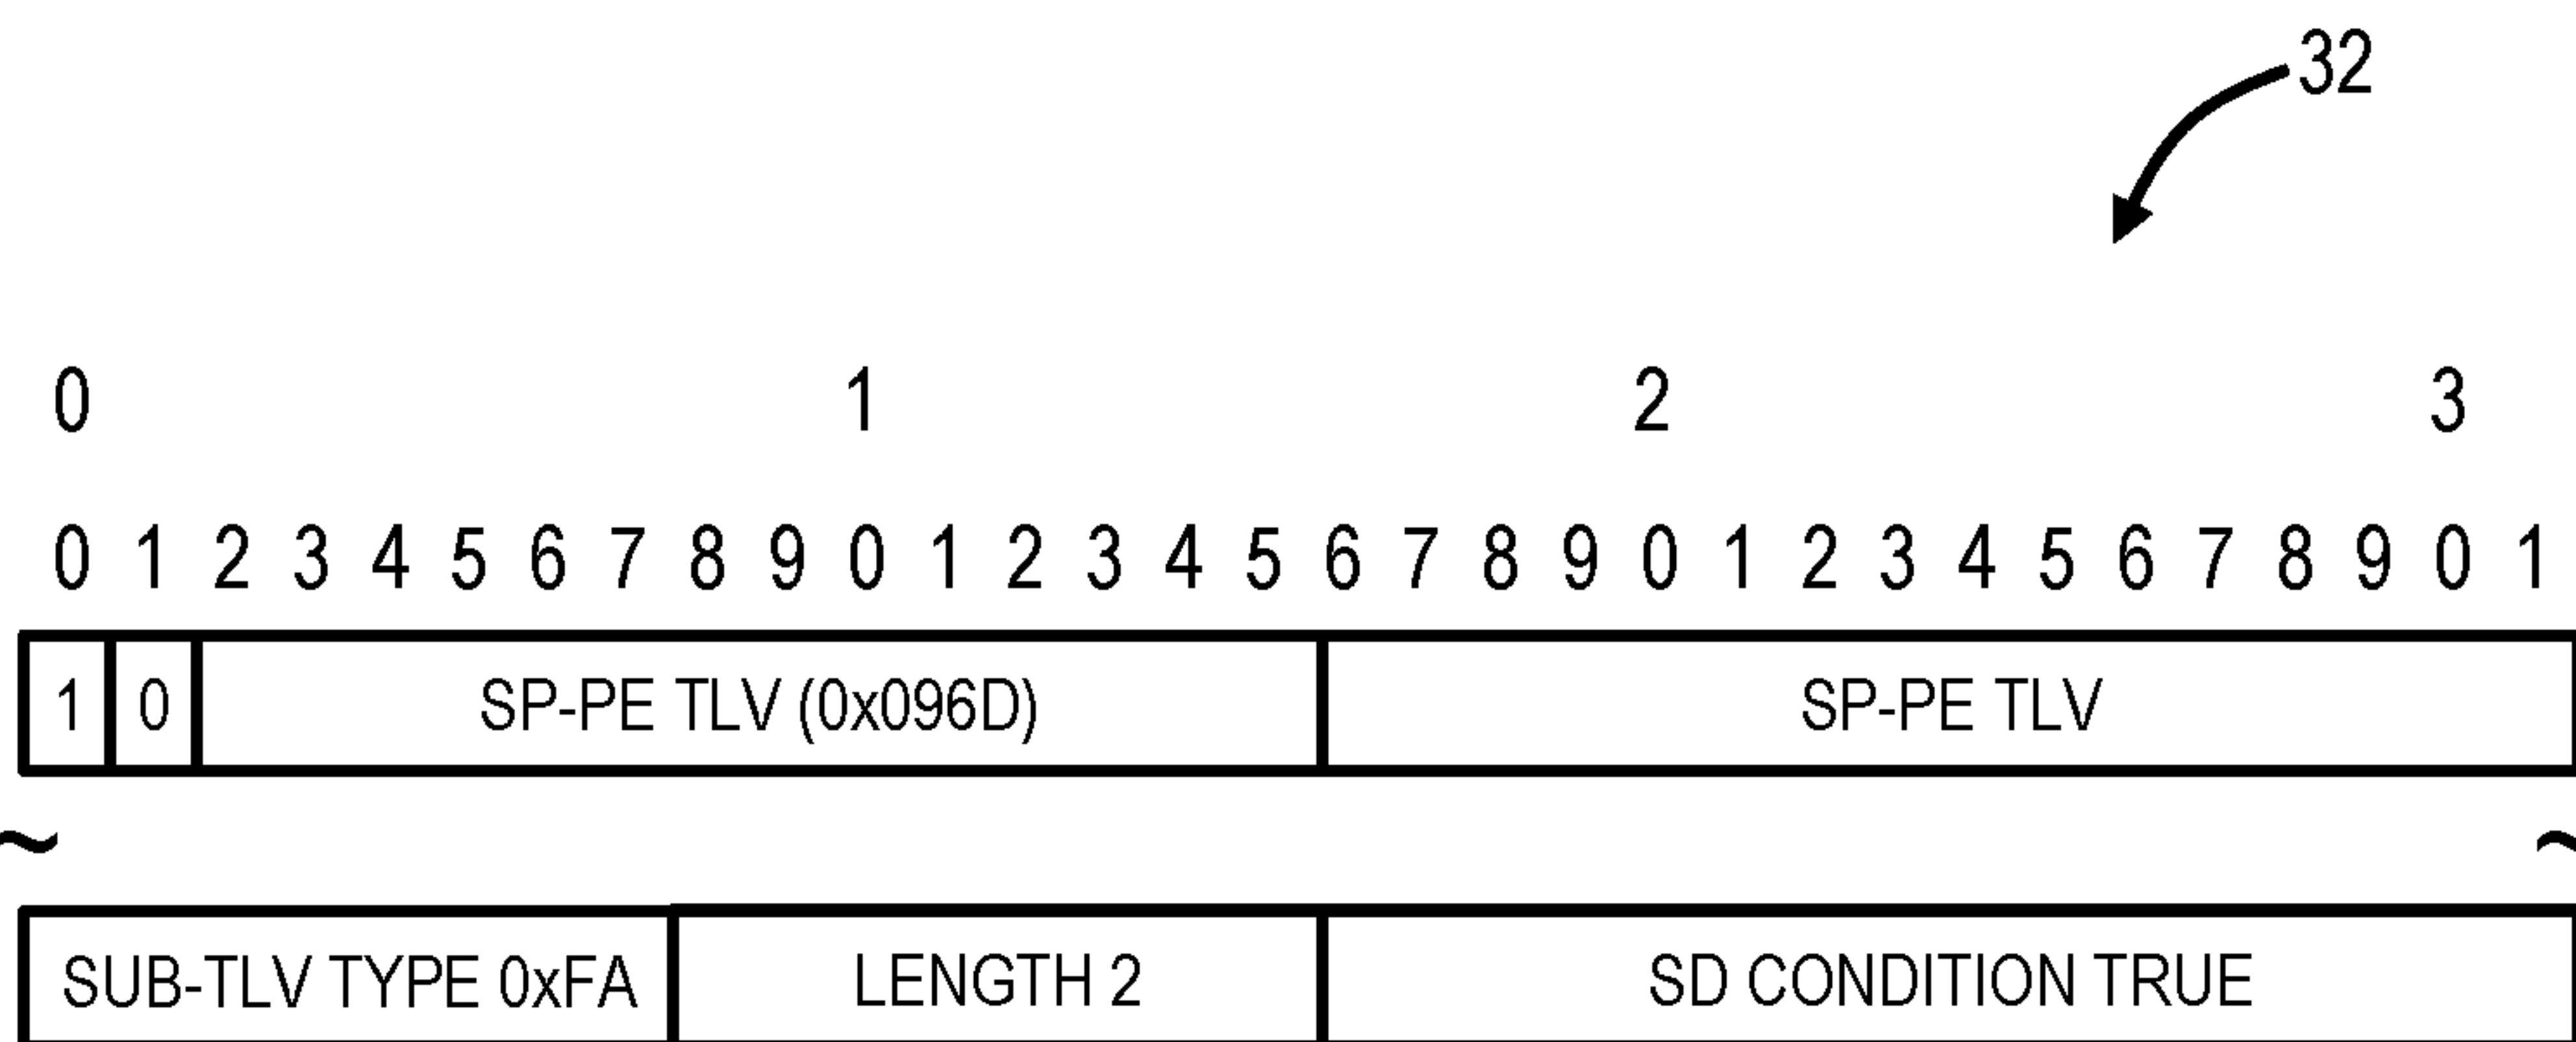 32
0 1 2 3
0 1 2 3 4 5 6 7 8 9 0 1 2 3 4 5 6 7 8 9 0 1 2 3 4 5 6 7 8 9 0 1
1 0 SP-PE TLV (0x096D) SP-PE TLV
~ ~
SUB-TLV TYPE 0xFA LENGTH 2 SD CONDITION TRUE